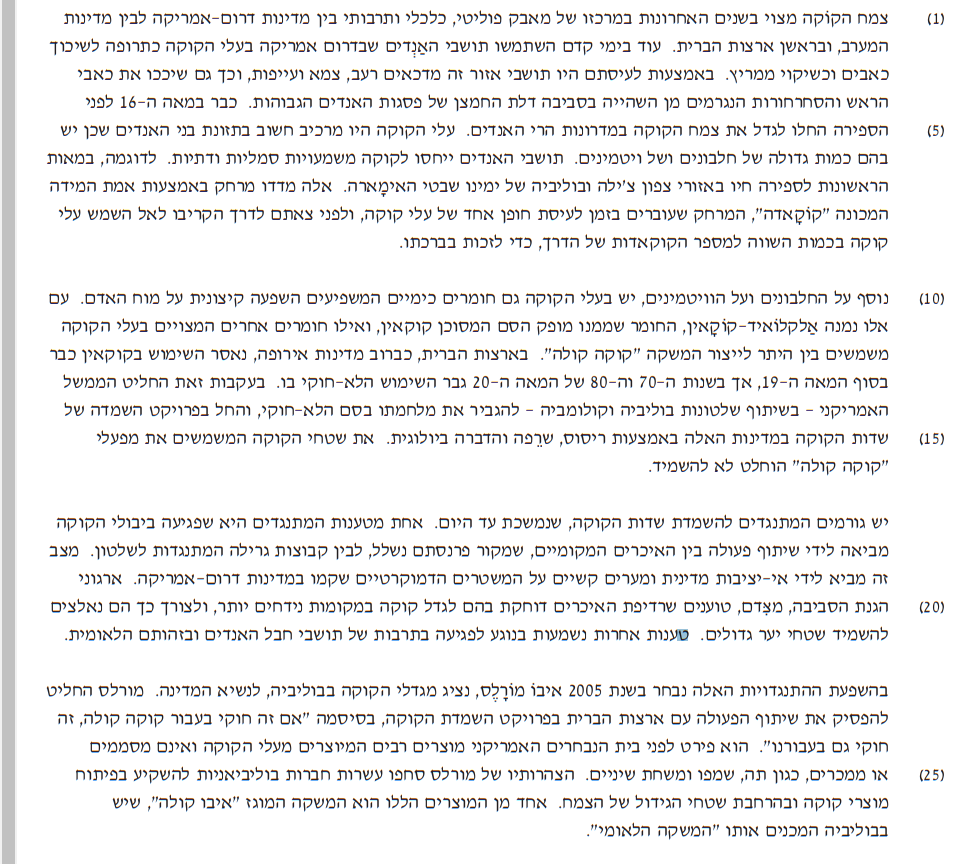 (1) צמח הקוֹקה מצוי בשנים האחרונות במרכזו של מאבק פוליטי, כלכלי ותרבותי בין מדינות דרום-אמריקה לבין מדינות
המערב, ובראשן ארצות הברית. עוד בימי קדם השתמשו תושבי האַנְדים שבדרום אמריקה בעלי הקוקה כתרופה לשיכוך
כאבים וכשיקוי ממריץ. באמצעות לעיסתם היו תושבי אזור זה מדכאים רעב, צמא ועייפות, וכך גם שיככו את כאבי
הראש והסחרחורות הנגרמים מן השהייה בסביבה דלת החמצן של פסגות האנדים הגבוהות. כבר במאה ה-16 לפני
(5) הספירה החלו לגדל את צמח הקוקה במדרונות הרי האנדים. עלי הקוקה היו מרכיב חשוב בתזונת בני האנדים שכן יש
בהם כמות גדולה של חלבונים ושל ויטמינים. תושבי האנדים ייחסו לקוקה משמעויות סמליות ודתיות. לדוגמה, במאות
הראשונות לספירה חיו באזורי צפון צ'ילה ובוליביה של ימינו שבטי האימָארה. אלה מדדו מרחק באמצעות אמת המידה
המכונה "קוֹקָאדה", המרחק שעוברים בזמן לעיסת חופן אחד של עלי קוקה, ולפני צאתם לדרך הקריבו לאל השמש עלי
קוקה בכמות השווה למספר הקוקאדות של הדרך, כדי לזכות בברכתו.
(10) נוסף על החלבונים ועל הוויטמינים, יש בעלי הקוקה גם חומרים כימיים המשפיעים השפעה קיצונית על מוח האדם. עם
אלו נמנה אַלקלוֹאיד-קוֹקָאין, החומר שממנו מופק הסם המסוכן קוקאין, ואילו חומרים אחרים המצויים בעלי הקוקה
משמשים בין היתר לייצור המשקה "קוקה קולה". בארצות הברית, כברוב מדינות אירופה, נאסר השימוש בקוקאין כבר
בסוף המאה ה-19, אך בשנות ה-70 וה-80 של המאה ה-20 גבר השימוש הלא-חוקי בו. בעקבות זאת החליט הממשל
האמריקני - בשיתוף שלטונות בוליביה וקולומביה - להגביר את מלחמתו בסם הלא-חוקי, והחל בפרויקט השמדה של
(15) שדות הקוקה במדינות האלה באמצעות ריסוס, שרֵפה והדברה ביולוגית. את שטחי הקוקה המשמשים את מפעלי
"קוקה קולה" הוחלט לא להשמיד.
יש גורמים המתנגדים להשמדת שדות הקוקה, שנמשכת עד היום. אחת מטענות המתנגדים היא שפגיעה ביבולי הקוקה
מביאה לידי שיתוף פעולה בין האיכרים המקומיים, שמקור פרנסתם נשלל, לבין קבוצות גרילה המתנגדות לשלטון. מצב
זה מביא לידי אי-יציבות מדינית ומערים קשיים על המשטרים הדמוקרטיים שקמו במדינות דרום-אמריקה. ארגוני
(20) הגנת הסביבה, מצִדם, טוענים שרדיפת האיכרים דוחקת בהם לגדל קוקה במקומות נידחים יותר, ולצורך כך הם נאלצים
להשמיד שטחי יער גדולים. טענות אחרות נשמעות בנוגע לפגיעה בתרבות של תושבי חבל האנדים ובזהותם הלאומית.
בהשפעת ההתנגדויות האלה נבחר בשנת 2005 איבוֹ מוֹרָלֶס, נציג מגדלי הקוקה בבוליביה, לנשיא המדינה. מורלס החליט
להפסיק את שיתוף הפעולה עם ארצות הברית בפרויקט השמדת הקוקה, בסיסמה "אם זה חוקי בעבור קוקה קולה, זה
חוקי גם בעבורנו". הוא פירט לפני בית הנבחרים האמריקני מוצרים רבים המיוצרים מעלי הקוקה ואינם מסממים
(25) או ממכרים, כגון תה, שמפו ומשחת שיניים. הצהרותיו של מורלס סחפו עשרות חברות בוליביאניות להשקיע בפיתוח
מוצרי קוקה ובהרחבת שטחי הגידול של הצמח. אחד מן המוצרים הללו הוא המשקה המוגז "איבו קולה", שיש
בבוליביה המכנים אותו "המשקה הלאומי".